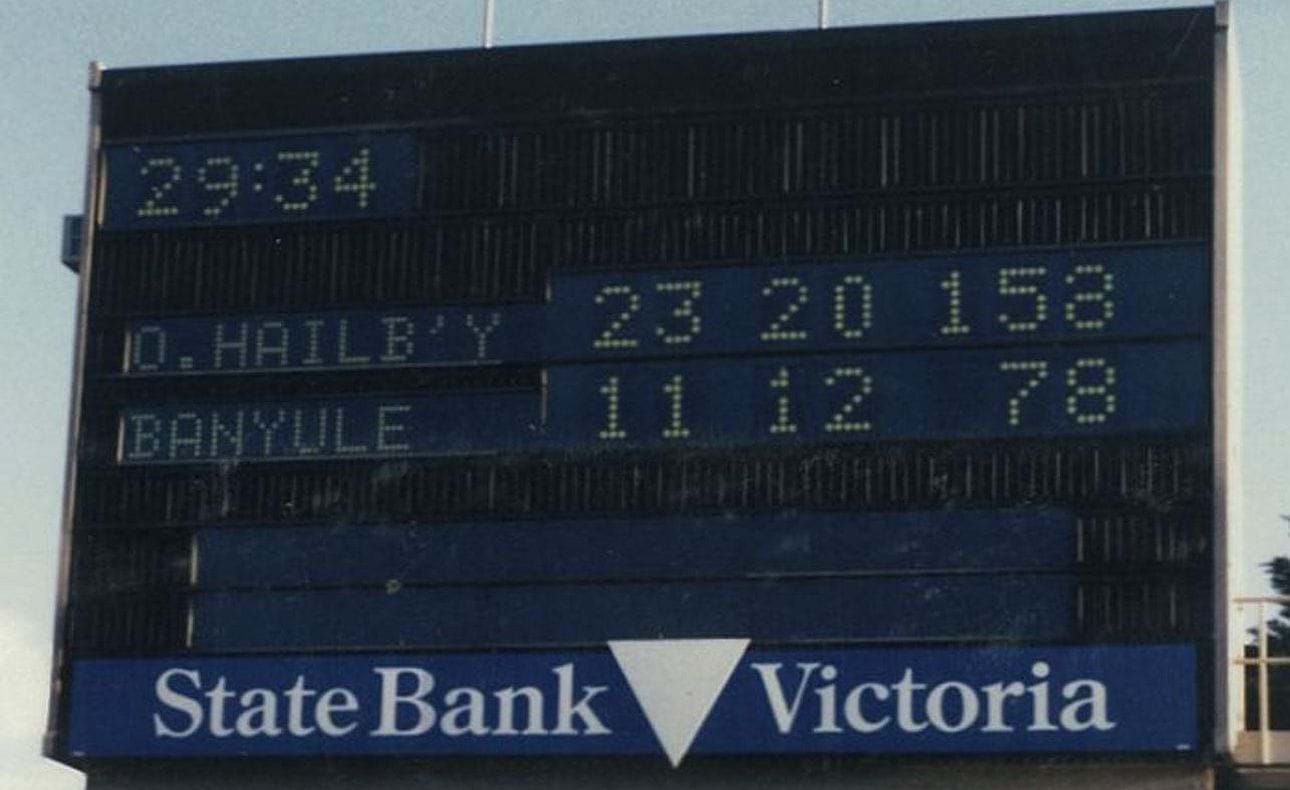 29:34
O.HAILB'Y 23 20 158
BANYULE 11 12 78
State Bank Victoria